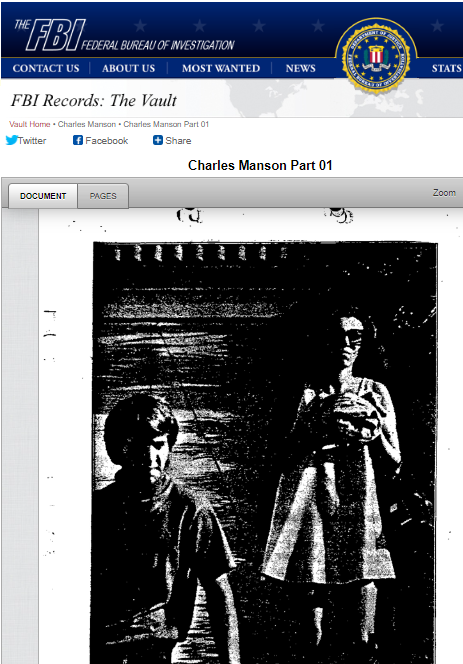 THE FBI FEDERAL BUREAU OF INVESTIGATION
CONTACT US ABOUT US MOST WANTED NEWS STATS
FBI Records: The Vault
Vault Home • Charles Manson • Charles Manson Part 01
Twitter Facebook Share
Charles Manson Part 01
DOCUMENT PAGES Zoom